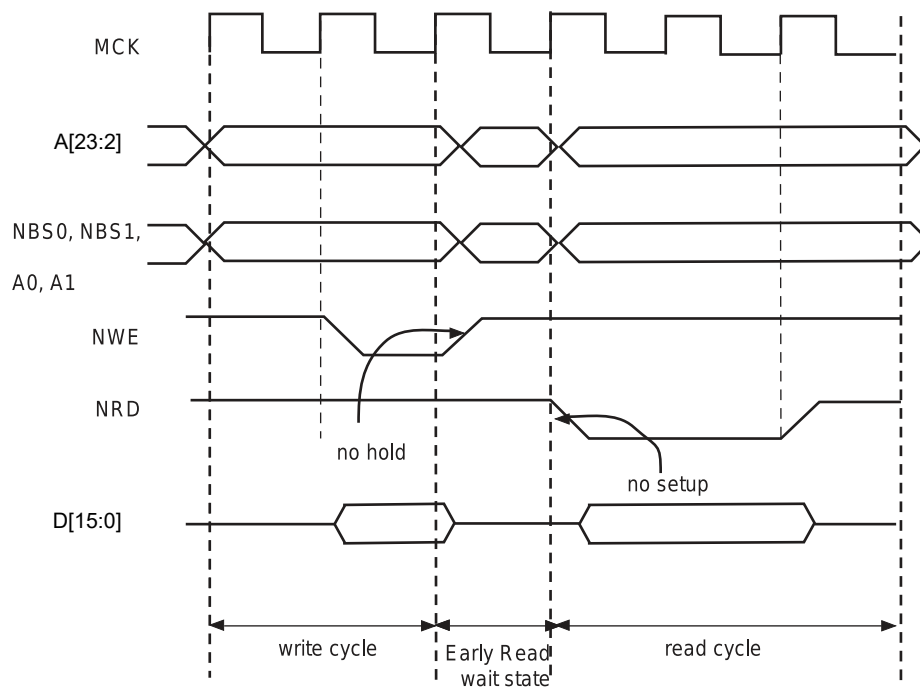 MCK
A[23:2]
NBS0, NBS1,
A0, A1
NWE
NRD
no hold
no setup
D[15:0]
write cycle
Early Read
wait state
read cycle